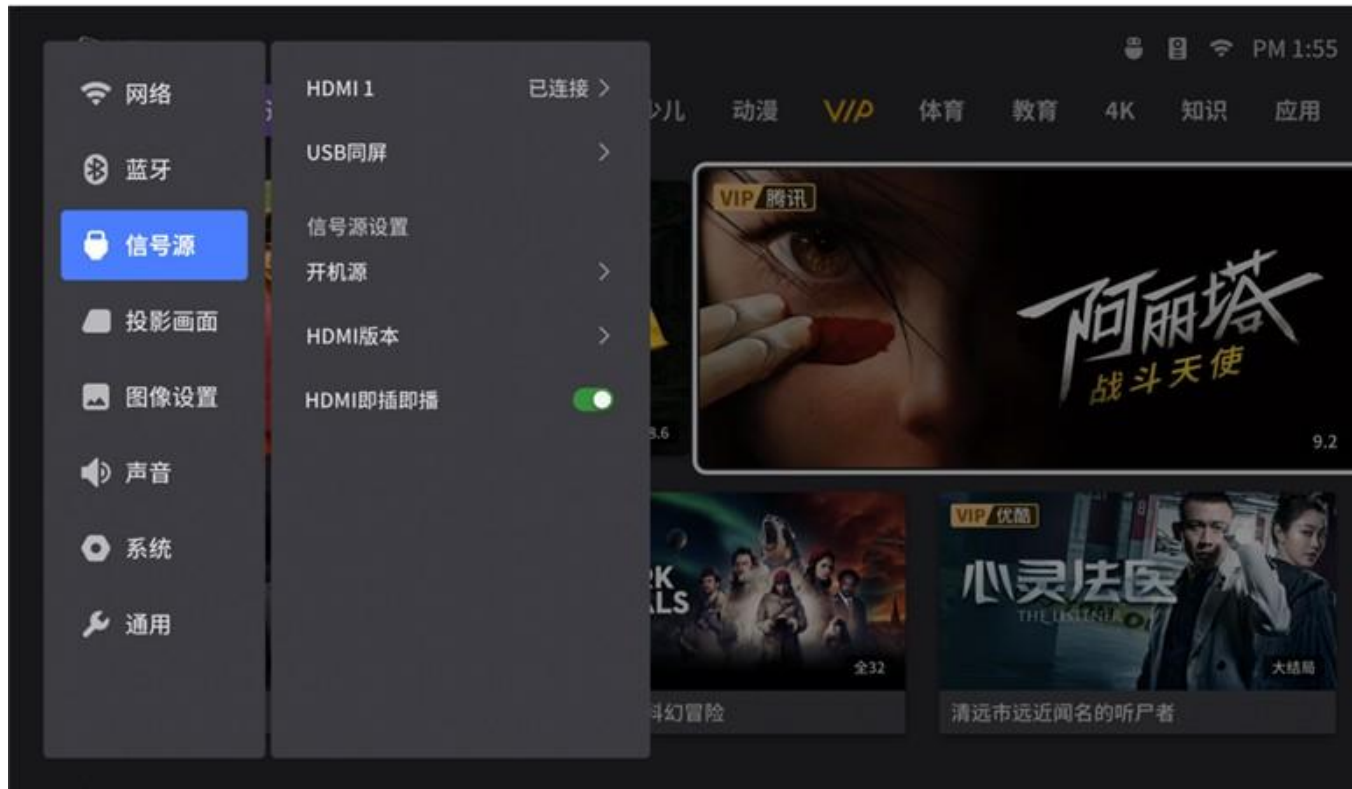 PM 1:55
少儿 动漫 VIP 体育 教育 4K 知识 应用
网络
蓝牙
信号源
投影画面
图像设置
声音
系统
通用
HDMI 1 已连接 >
USB同屏 >
信号源设置
开机源 >
HDMI版本 >
HDMI即插即播
VIP 腾讯
阿丽塔
战斗天使
8.6
9.2
全32
科幻冒险
VIP 优酷
心灵法医
THE LISTENER
大结局
清远市远近闻名的听尸者